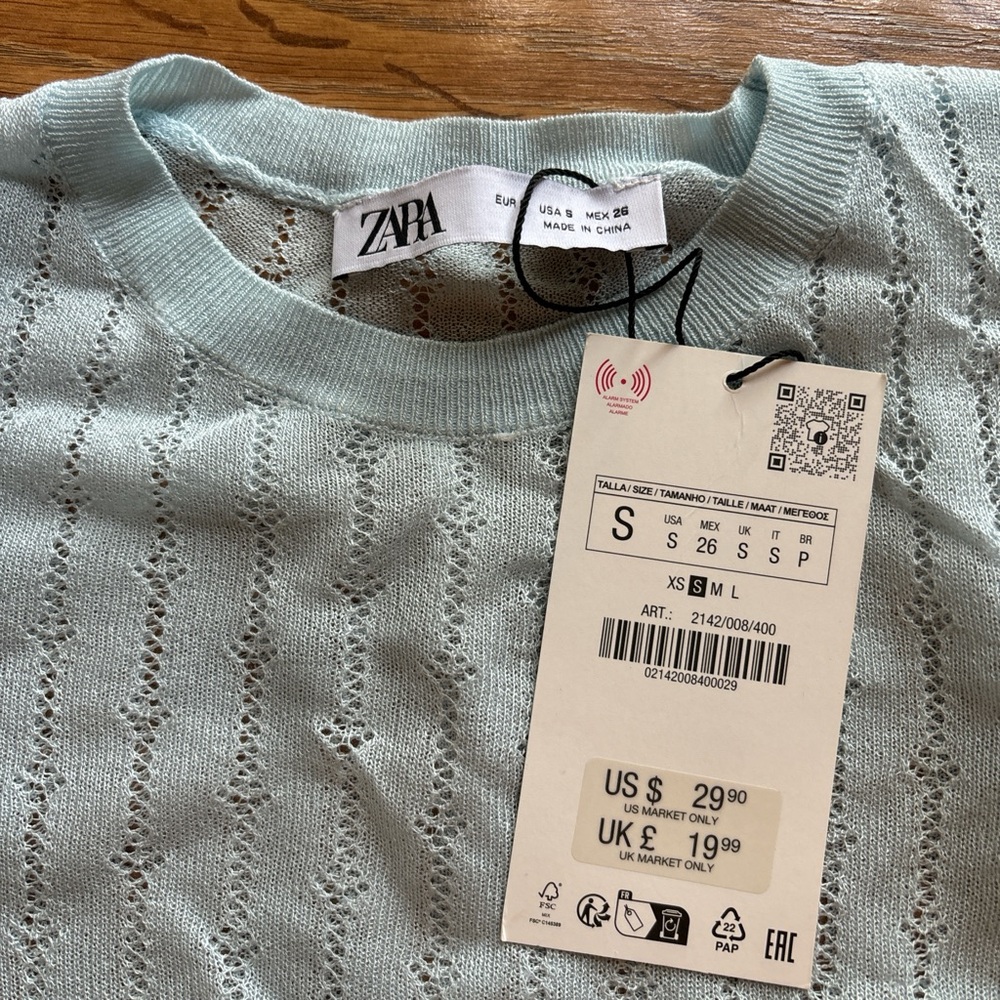 ZARA
EUR USA S MEX 26
MADE IN CHINA
ALARM SYSTEM
ALARMADO
ALARME
TALLA / SIZE / TAMANHO / TAILLE / MAAT / ΜΕΓΕΘΟΣ
S
USA MEX UK IT BR
S 26 S S P
XS S M L
ART.: 2142/008/400
02142008400029
US $ 29 90
US MARKET ONLY
UK £ 19 99
UK MARKET ONLY
FSC
MIX
FR
22
PAP
EAC